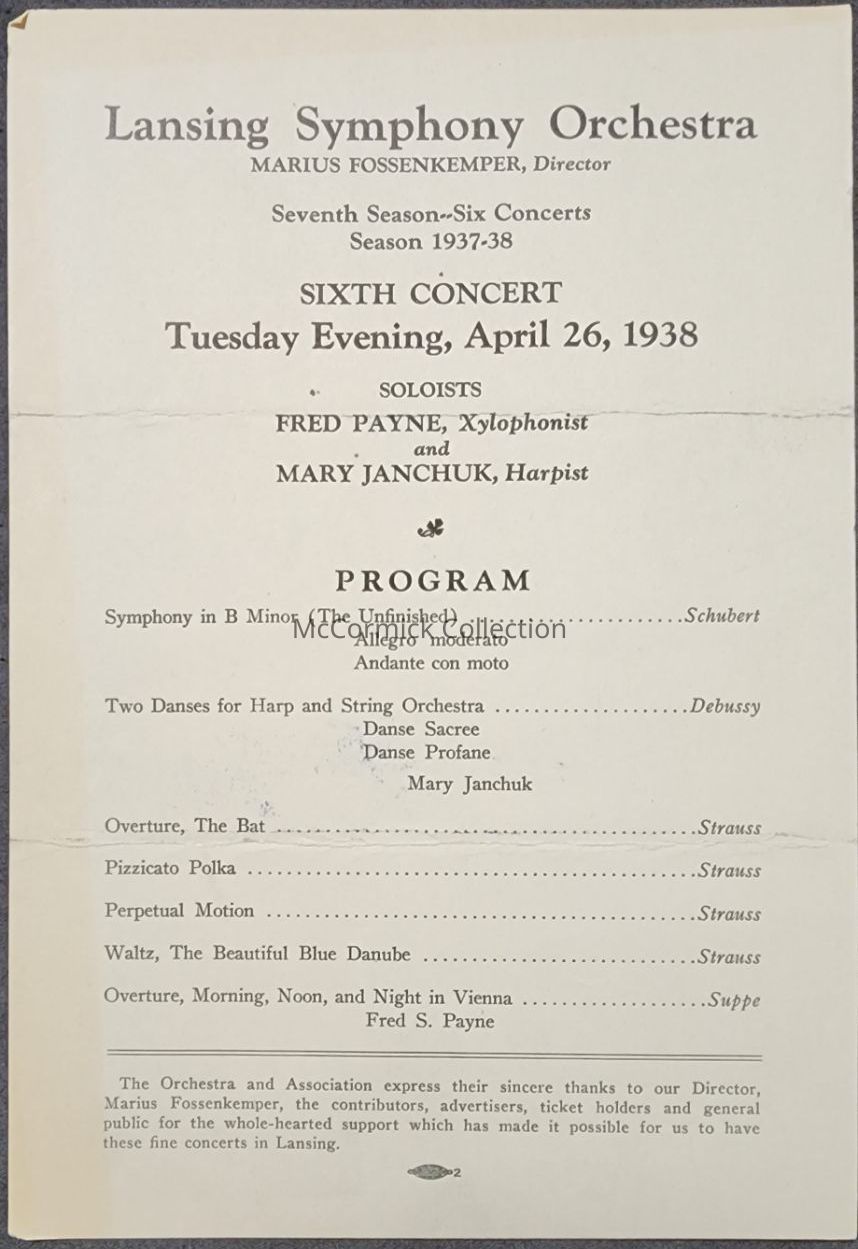 Lansing Symphony Orchestra
MARIUS FOSSENKEMPER, Director
Seventh Season--Six Concerts
Season 1937-38
SIXTH CONCERT
Tuesday Evening, April 26, 1938
SOLOISTS
FRED PAYNE, Xylophonist
and
MARY JANCHUK, Harpist
PROGRAM
Symphony in B Minor (The Unfinished) ......................Schubert
McCormick Collection
Allegro moderato
Andante con moto
Two Danses for Harp and String Orchestra ....................Debussy
Danse Sacree
Danse Profane
Mary Janchuk
Overture, The Bat ...........................................Strauss
Pizzicato Polka ..............................................Strauss
Perpetual Motion ............................................Strauss
Waltz, The Beautiful Blue Danube ............................Strauss
Overture, Morning, Noon, and Night in Vienna ...................Suppe
Fred S. Payne
The Orchestra and Association express their sincere thanks to our Director,
Marius Fossenkemper, the contributors, advertisers, ticket holders and general
public for the whole-hearted support which has made it possible for us to have
these fine concerts in Lansing.
2